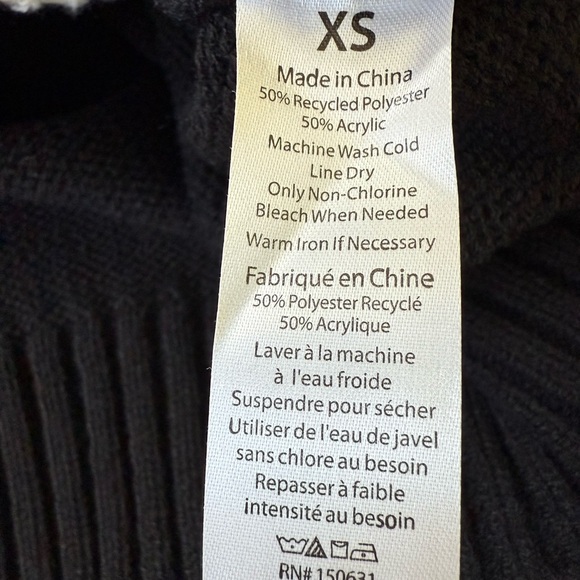 XS
Made in China
50% Recycled Polyester
50% Acrylic
Machine Wash Cold
Line Dry
Only Non-Chlorine
Bleach When Needed
Warm Iron If Necessary
Fabriqué en Chine
50% Polyester Recyclé
50% Acrylique
Laver à la machine
à l'eau froide
Suspendre pour sécher
Utiliser de l'eau de javel
sans chlore au besoin
Repasser à faible
intensité au besoin
RN# 150631